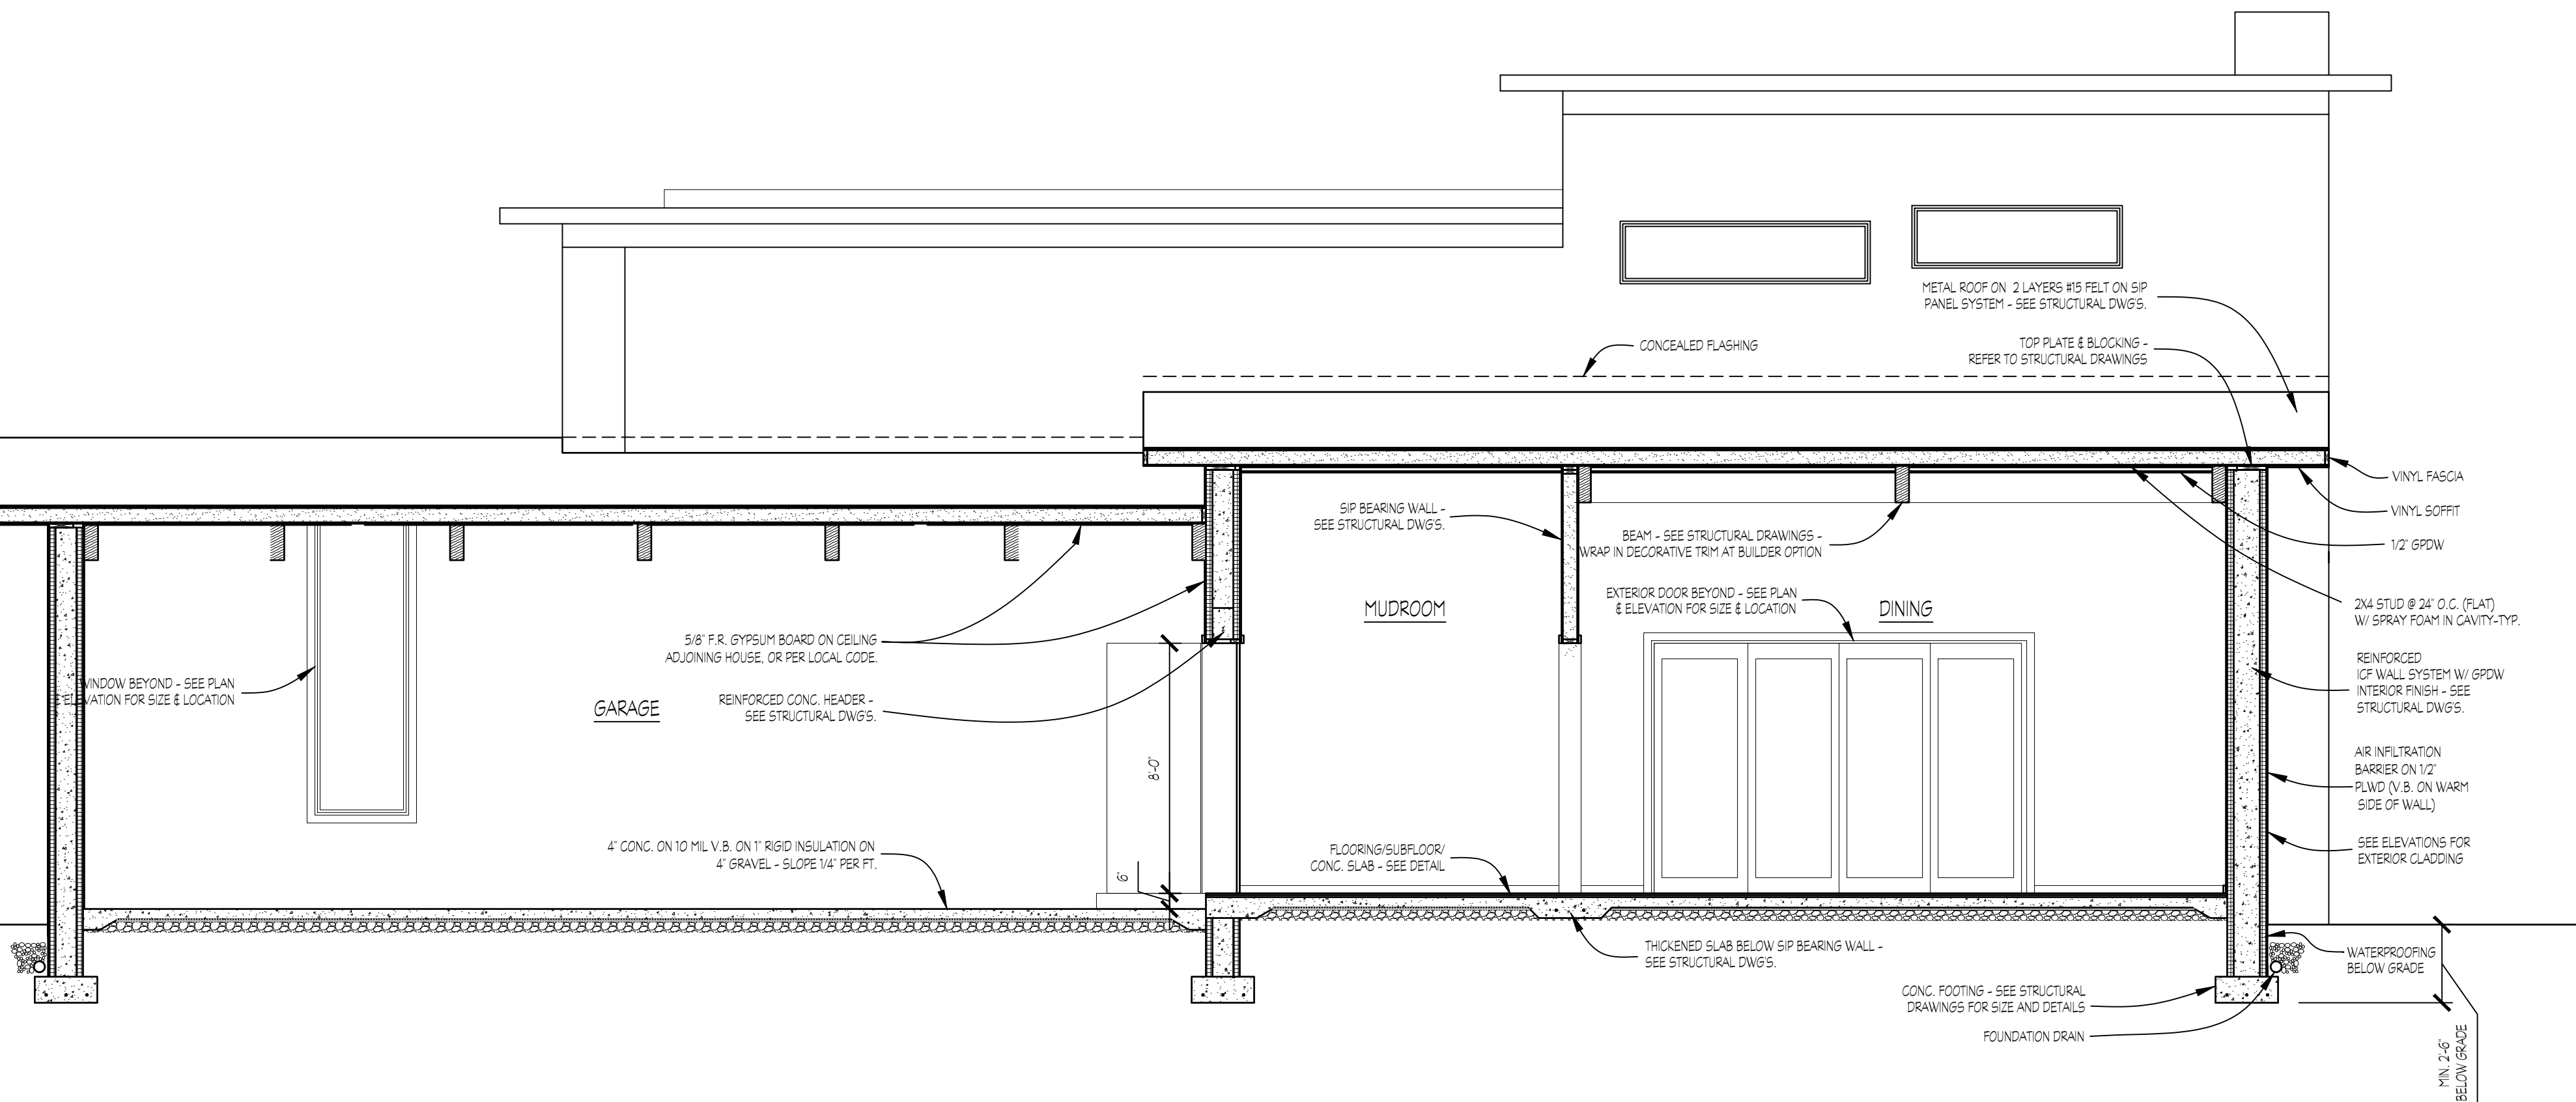 METAL ROOF ON 2 LAYERS #15 FELT ON SIP
PANEL SYSTEM - SEE STRUCTURAL DWG'S.
CONCEALED FLASHING
TOP PLATE & BLOCKING -
REFER TO STRUCTURAL DRAWINGS
VINYL FASCIA
VINYL SOFFIT
1/2" GPDW
SIP BEARING WALL -
SEE STRUCTURAL DWG'S.
BEAM - SEE STRUCTURAL DRAWINGS -
WRAP IN DECORATIVE TRIM AT BUILDER OPTION
EXTERIOR DOOR BEYOND - SEE PLAN
& ELEVATION FOR SIZE & LOCATION
MUDROOM
DINING
2X4 STUD @ 24" O.C. (FLAT)
W/ SPRAY FOAM IN CAVITY-TYP.
5/8" F.R. GYPSUM BOARD ON CEILING
ADJOINING HOUSE, OR PER LOCAL CODE.
REINFORCED
ICF WALL SYSTEM W/ GPDW
INTERIOR FINISH - SEE
STRUCTURAL DWG'S.
WINDOW BEYOND - SEE PLAN
& ELEVATION FOR SIZE & LOCATION
GARAGE
REINFORCED CONC. HEADER -
SEE STRUCTURAL DWG'S.
8'-0"
AIR INFILTRATION
BARRIER ON 1/2"
PLWD (V.B. ON WARM
SIDE OF WALL)
4" CONC. ON 10 MIL V.B. ON 1" RIGID INSULATION ON
4" GRAVEL - SLOPE 1/4" PER FT.
6"
FLOORING/SUBFLOOR/
CONC. SLAB - SEE DETAIL
SEE ELEVATIONS FOR
EXTERIOR CLADDING
THICKENED SLAB BELOW SIP BEARING WALL -
SEE STRUCTURAL DWG'S.
WATERPROOFING
BELOW GRADE
CONC. FOOTING - SEE STRUCTURAL
DRAWINGS FOR SIZE AND DETAILS
FOUNDATION DRAIN
MIN. 2'-6"
BELOW GRADE